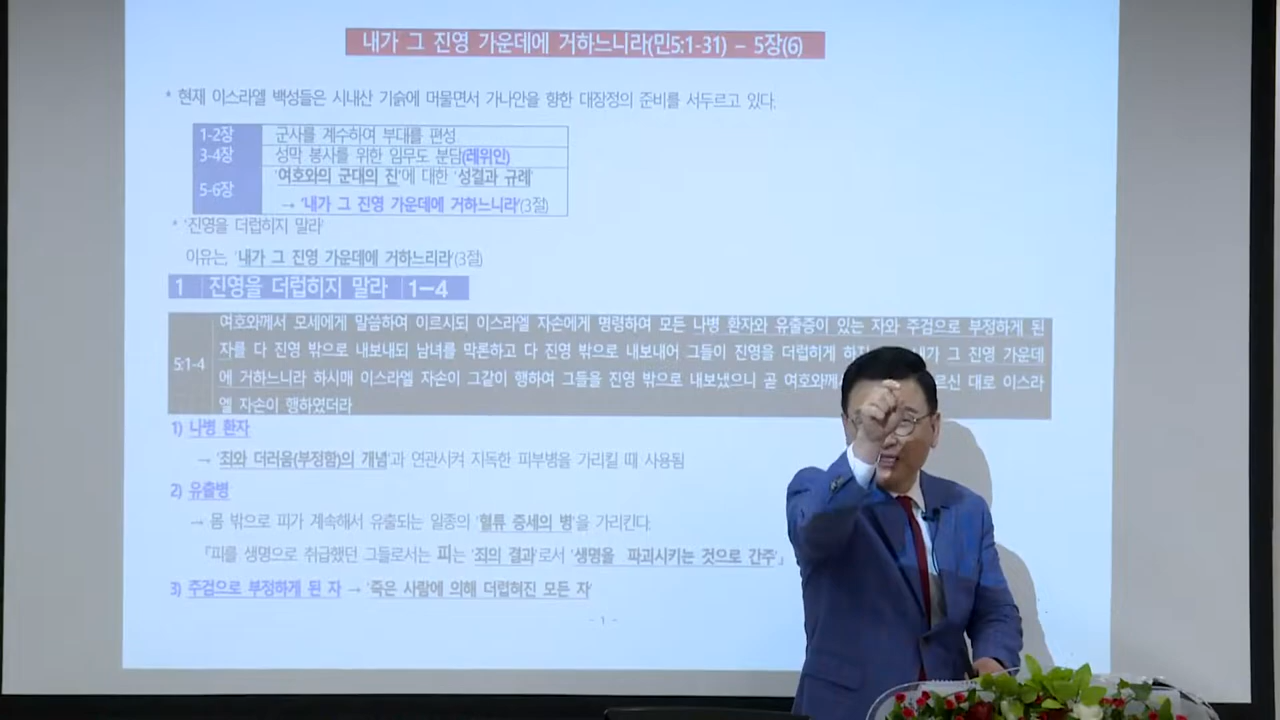 내가 그 진영 가운데에 거하느니라(민5:1-31) – 5장(6)
* 현재 이스라엘 백성들은 시내산 기슭에 머물면서 가나안을 향한 대장정의 준비를 서두르고 있다.
1-2장 군사를 계수하여 부대를 편성
3-4장 성막 봉사를 위한 임무도 분담(레위인)
5-6장 '여호와의 군대의 진'에 대한 '성결과 규례'
→ '내가 그 진영 가운데에 거하느니라'(3절)
* '진영을 더럽히지 말라'
이유는, '내가 그 진영 가운데에 거하느리라'(3절)
1 진영을 더럽히지 말라 1-4
여호와께서 모세에게 말씀하여 이르시되 이스라엘 자손에게 명령하여 모든 나병 환자와 유출증이 있는 자와 주검으로 부정하게 된
5:1-4 자를 다 진영 밖으로 내보내되 남녀를 막론하고 다 진영 밖으로 내보내어 그들이 진영을 더럽히게 하지 내가 그 진영 가운데
에 거하느니라 하시매 이스라엘 자손이 그같이 행하여 그들을 진영 밖으로 내보냈으니 곧 여호와께 르신 대로 이스라
엘 자손이 행하였더라
1) 나병 환자
→ '죄와 더러움(부정함)의 개념'과 연관시켜 지독한 피부병을 가리킬 때 사용됨
2) 유출병
→ 몸 밖으로 피가 계속해서 유출되는 일종의 '혈류 증세의 병'을 가리킨다.
「피를 생명으로 취급했던 그들로서는 피는 '죄의 결과'로서 '생명을 파괴시키는 것으로 간주'」
3) 주검으로 부정하게 된 자 → '죽은 사람에 의해 더럽혀진 모든 자'
- 1 -